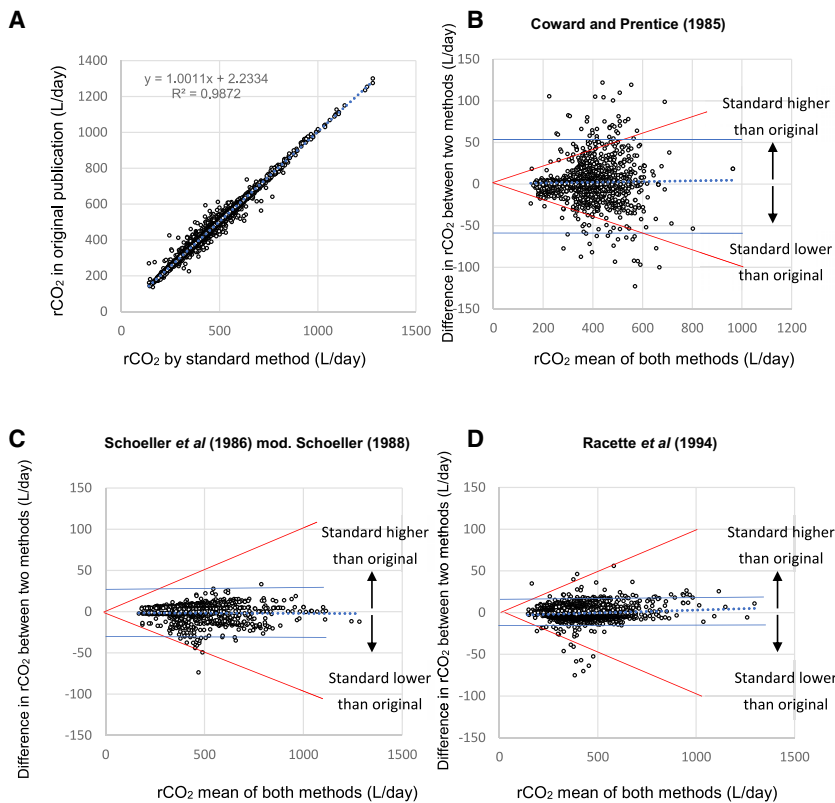 A
rCO₂ in original publication (L/day)
1400
1200
1000
800
600
400
200
0
y = 1.0011x + 2.2334
R² = 0.9872
0 500 1000 1500
rCO₂ by standard method (L/day)
B
Coward and Prentice (1985)
Difference in rCO₂ between two methods (L/day)
150
100
50
0
-50
-100
-150
Standard higher
than original
Standard lower
than original
0 200 400 600 800 1000 1200
rCO₂ mean of both methods (L/day)
C
Schoeller et al (1986) mod. Schoeller (1988)
Difference in rCO₂ between two methods (L/day)
150
100
50
0
-50
-100
-150
Standard higher
than original
Standard lower
than original
0 500 1000 1500
rCO₂ mean of both methods (L/day)
D
Racette et al (1994)
Difference in rCO₂ between two methods (L/day)
150
100
50
0
-50
-100
-150
Standard higher
than original
Standard lower
than original
0 500 1000 1500
rCO₂ mean of both methods (L/day)